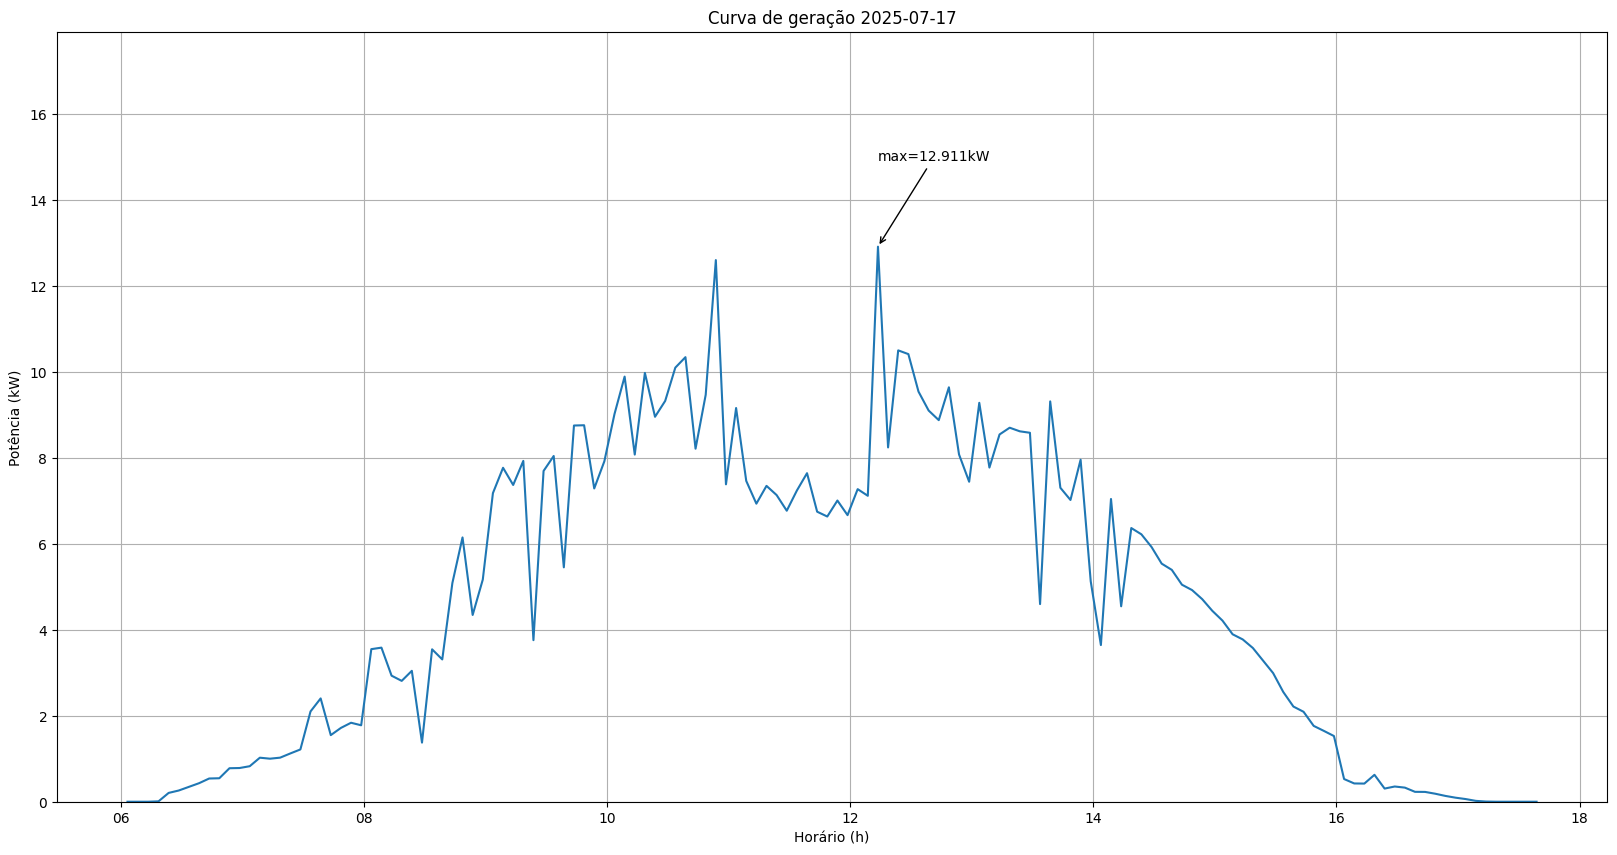 Curva de geração 2025-07-17
16
14
12
10
8
6
4
2
0
Potência (kW)
max=12.911kW
06 08 10 12 14 16 18
Horário (h)